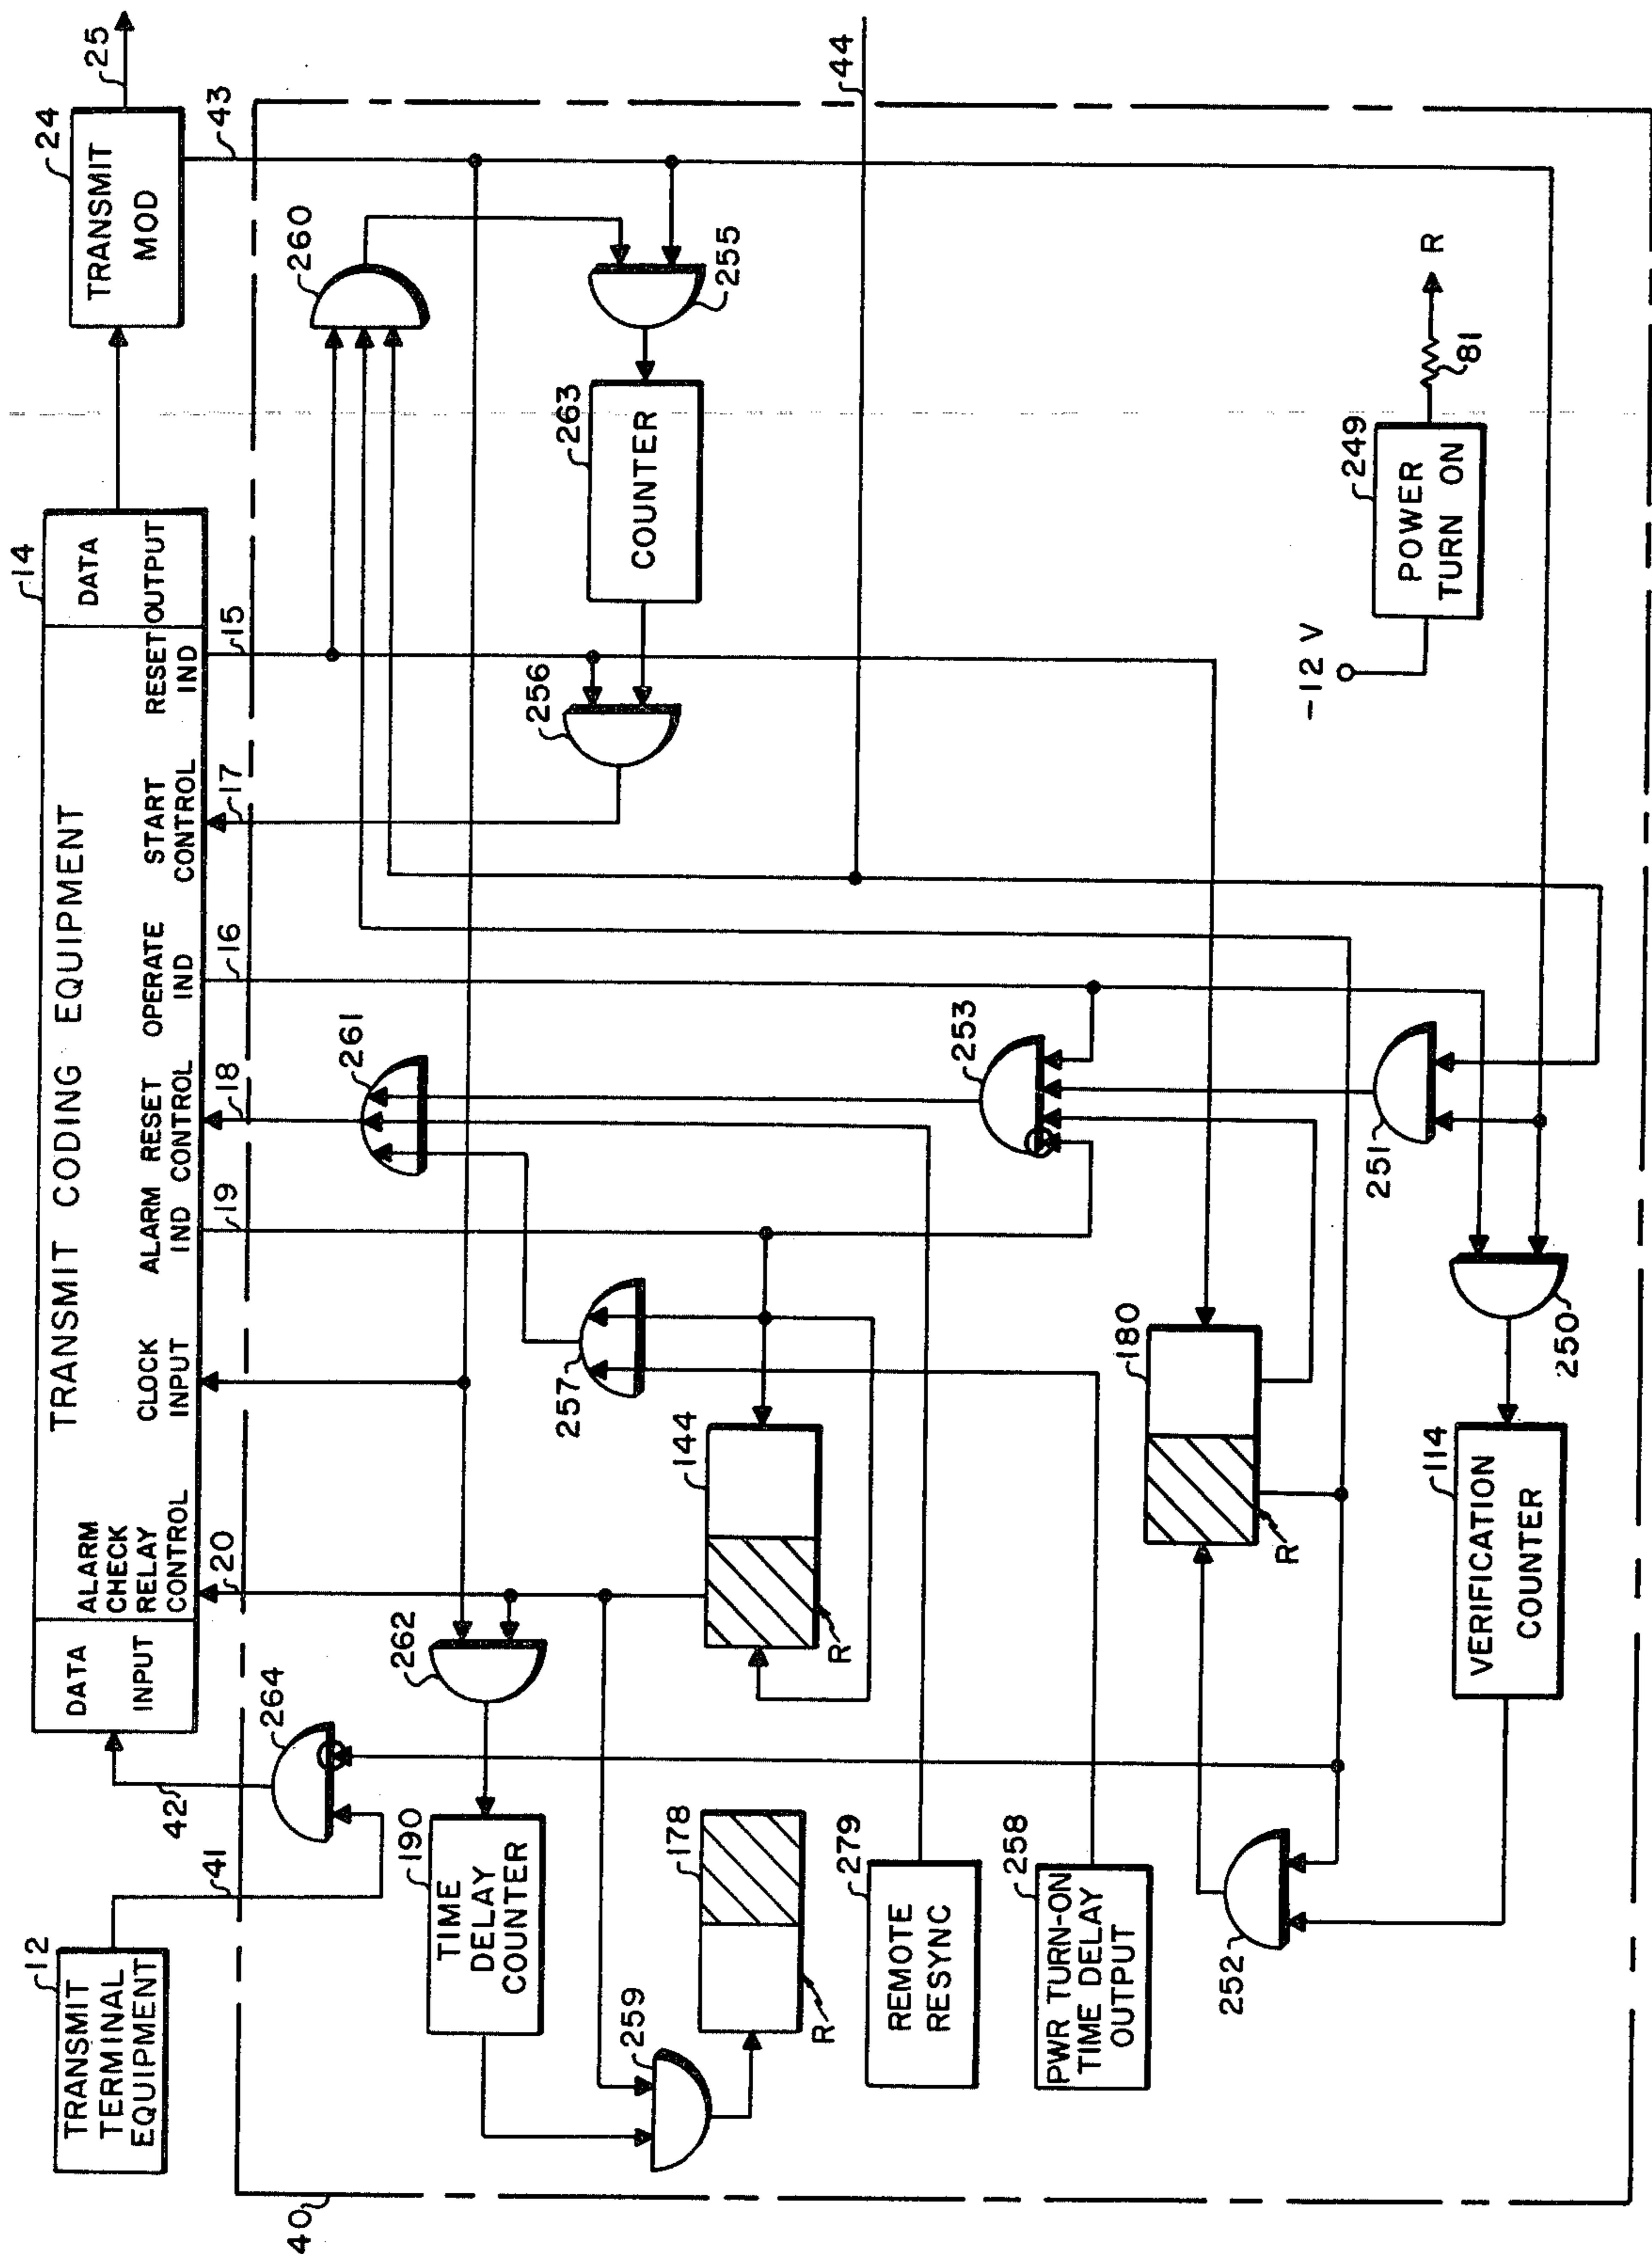 12
TRANSMIT
TERMINAL
EQUIPMENT
14
TRANSMIT CODING EQUIPMENT
DATA
INPUT
ALARM
CHECK
RELAY
CONTROL
CLOCK
INPUT
ALARM
IND
RESET
CONTROL
OPERATE
IND
START
CONTROL
RESET
IND
DATA
OUTPUT
24
TRANSMIT
MOD
25
40
41
42
20
19
18
16
17
15
43
44
264
262
261
260
190
TIME
DELAY
COUNTER
257
256
263
COUNTER
255
259
178
R
144
R
279
REMOTE
RESYNC
253
258
PWR TURN-ON
TIME DELAY
OUTPUT
180
R
252
251
114
VERIFICATION
COUNTER
250
-12 V
249
POWER
TURN ON
81
R